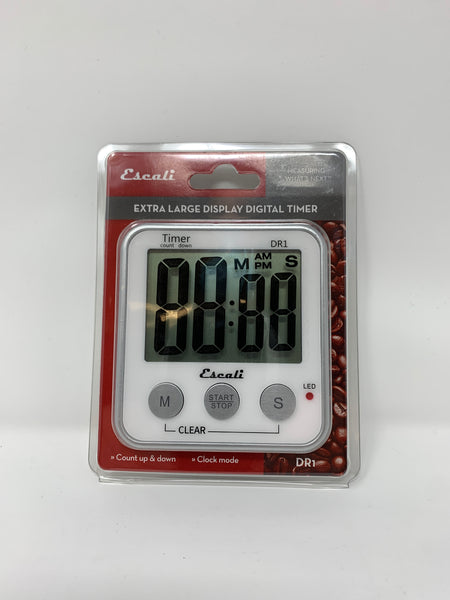 Escali
MEASURING
WHAT'S NEXT
EXTRA LARGE DISPLAY DIGITAL TIMER
Timer
count down
DR1
M AM PM S
88:88
Escali
LED
M START STOP S
CLEAR
» Count up & down » Clock mode DR1